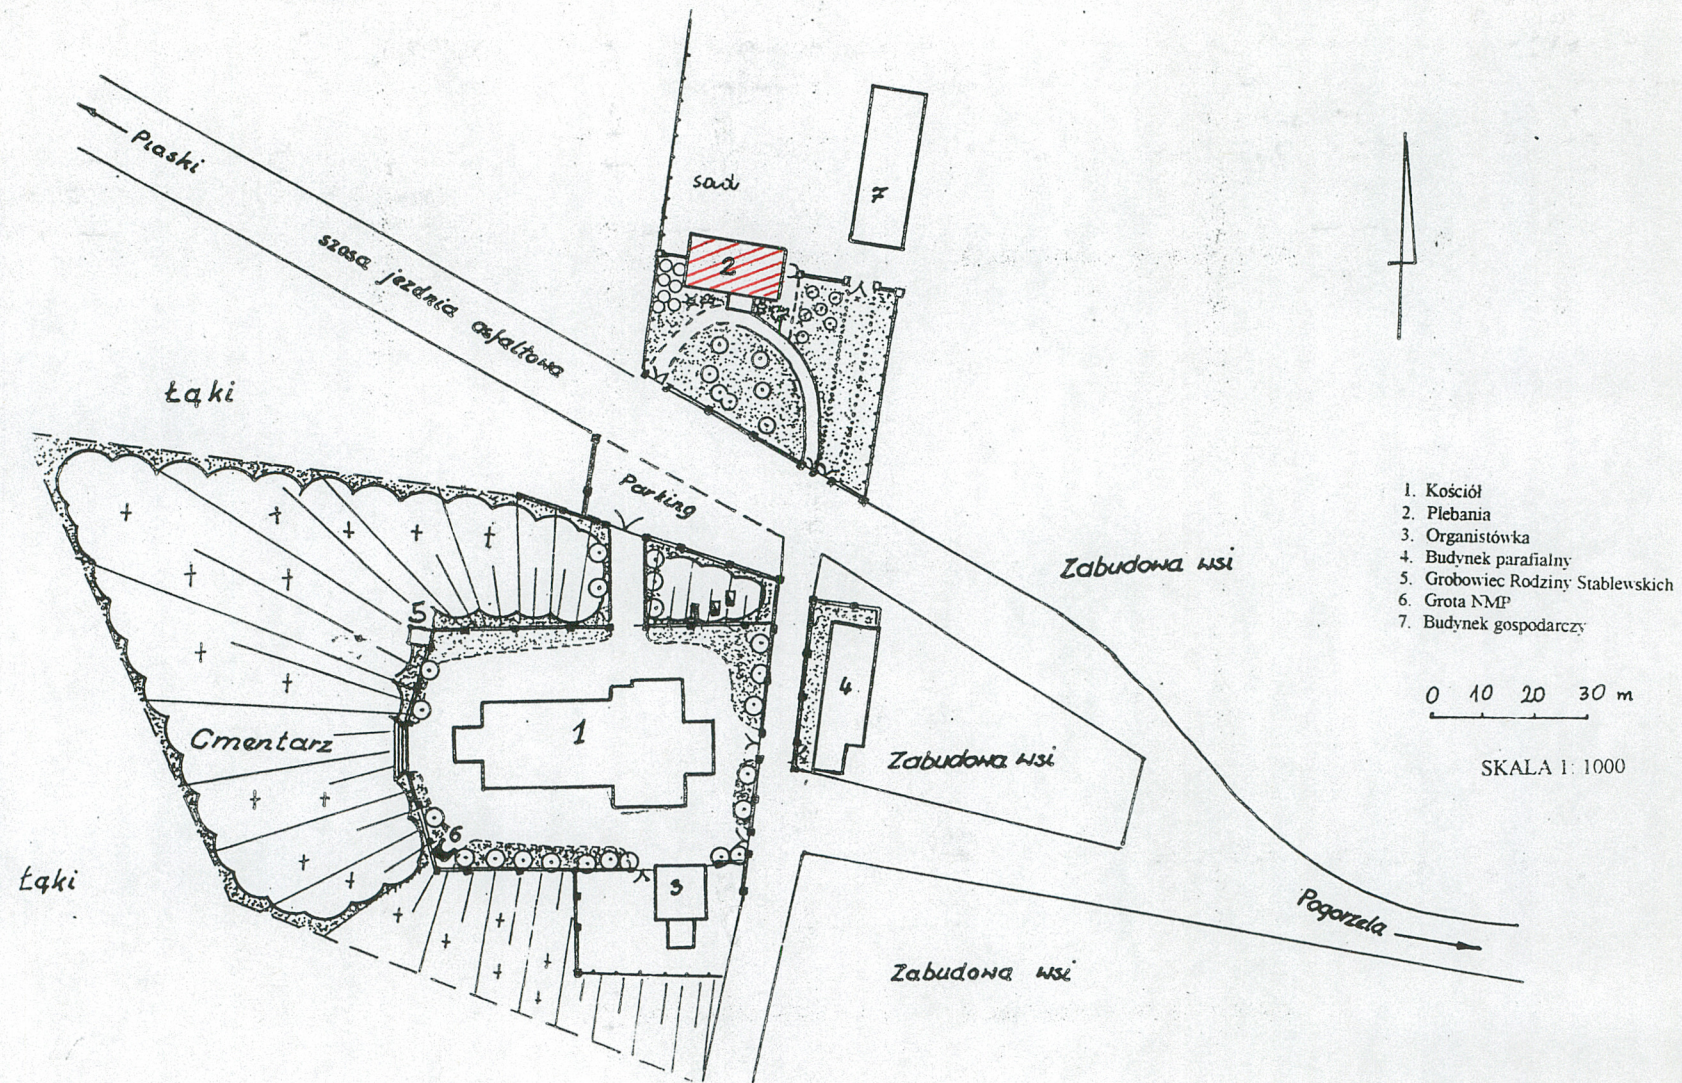 Piaski
szosa jezdnia asfaltowa
sad
7
2
Łąki
Parking
5
Cmentarz
1
4
6
3
Łąki
Zabudowa wsi
Zabudowa wsi
Zabudowa wsi
Pogorzela
1. Kościół
2. Plebania
3. Organistówka
4. Budynek parafialny
5. Grobowiec Rodziny Stablewskich
6. Grota NMP
7. Budynek gospodarczy
0 10 20 30 m
SKALA 1: 1000